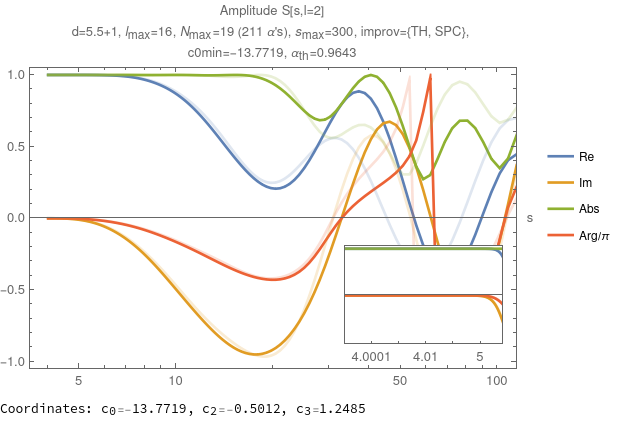 Amplitude S[s,l=2]
d=5.5+1, lmax=16, Nmax=19 (211 α's), smax=300, improv={TH, SPC},
c0min=−13.7719, αth=0.9643
1.0
0.5
0.0
−0.5
−1.0
5
10
50
100
s
Re
Im
Abs
Arg/π
4.0001
4.01
5
Coordinates: c0=-13.7719, c2=-0.5012, c3=1.2485